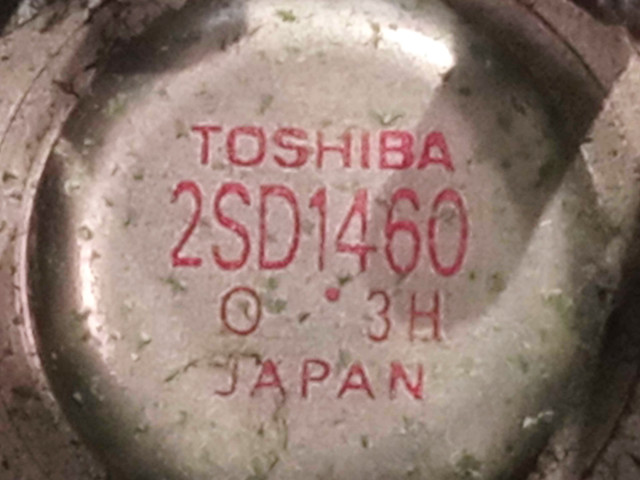 TOSHIBA
2SD1460
O • 3H
JAPAN